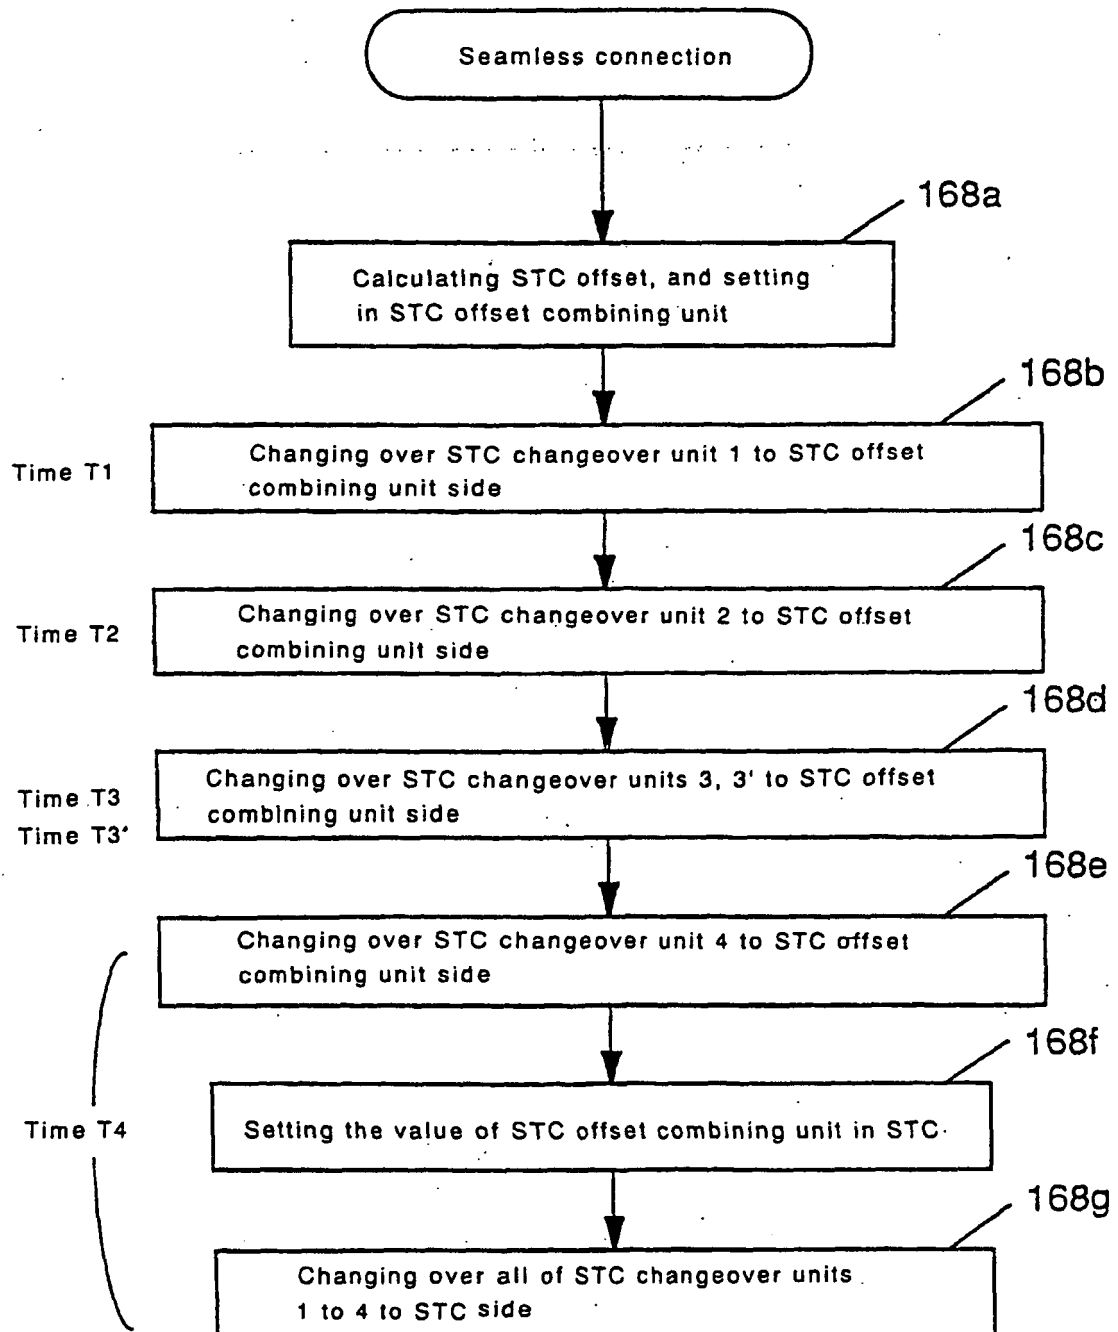 Seamless connection
168a
Calculating STC offset, and setting
in STC offset combining unit
168b
Time T1
Changing over STC changeover unit 1 to STC offset
combining unit side
168c
Time T2
Changing over STC changeover unit 2 to STC offset
combining unit side
168d
Time T3
Time T3'
Changing over STC changeover units 3, 3' to STC offset
combining unit side
168e
Changing over STC changeover unit 4 to STC offset
combining unit side
168f
Time T4
Setting the value of STC offset combining unit in STC
168g
Changing over all of STC changeover units
1 to 4 to STC side